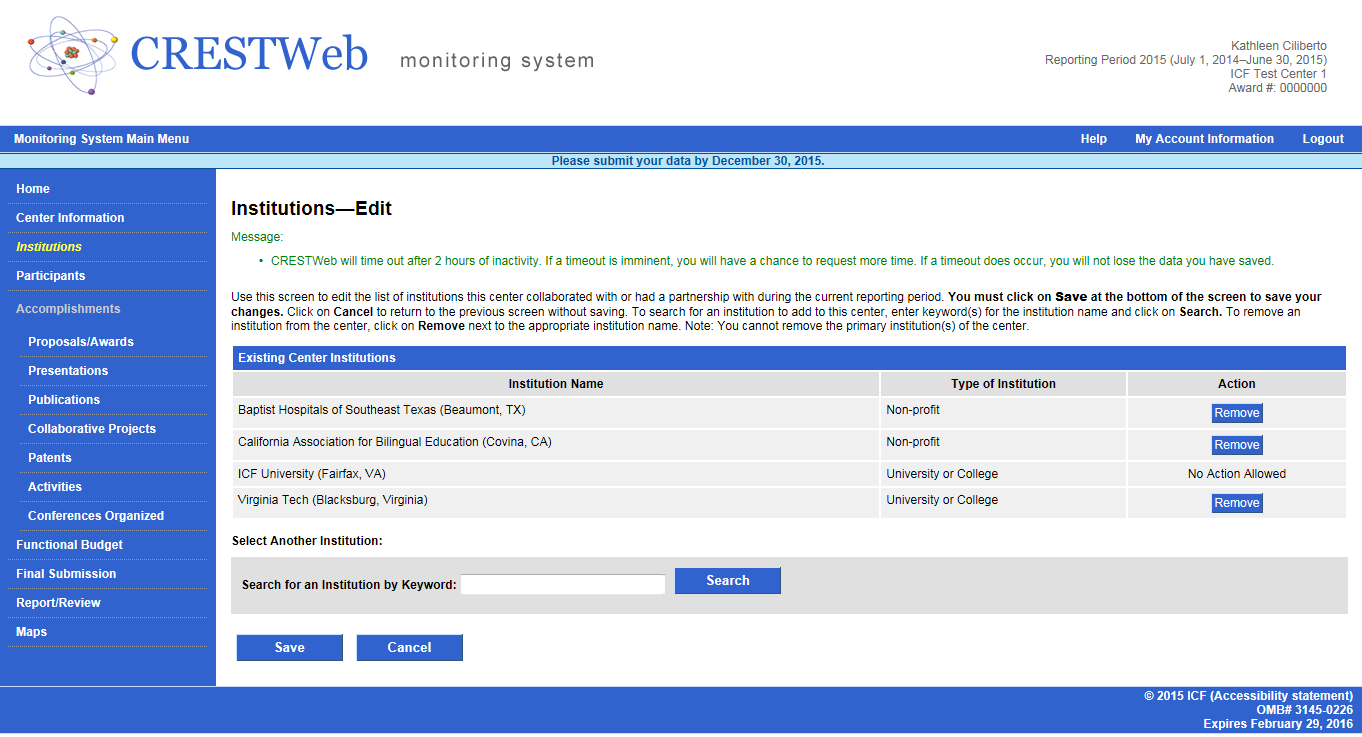 CRESTWeb monitoring system
Kathleen Ciliberto
Reporting Period 2015 (July 1, 2014–June 30, 2015)
ICF Test Center 1
Award #: 0000000
Monitoring System Main Menu Help My Account Information Logout
Please submit your data by December 30, 2015.
Home
Center Information
Institutions
Participants
Accomplishments
Proposals/Awards
Presentations
Publications
Collaborative Projects
Patents
Activities
Conferences Organized
Functional Budget
Final Submission
Report/Review
Maps
Institutions—Edit
Message:
• CRESTWeb will time out after 2 hours of inactivity. If a timeout is imminent, you will have a chance to request more time. If a timeout does occur, you will not lose the data you have saved.
Use this screen to edit the list of institutions this center collaborated with or had a partnership with during the current reporting period. You must click on Save at the bottom of the screen to save your
changes. Click on Cancel to return to the previous screen without saving. To search for an institution to add to this center, enter keyword(s) for the institution name and click on Search. To remove an
institution from the center, click on Remove next to the appropriate institution name. Note: You cannot remove the primary institution(s) of the center.
Existing Center Institutions
Institution Name Type of Institution Action
Baptist Hospitals of Southeast Texas (Beaumont, TX) Non-profit Remove
California Association for Bilingual Education (Covina, CA) Non-profit Remove
ICF University (Fairfax, VA) University or College No Action Allowed
Virginia Tech (Blacksburg, Virginia) University or College Remove
Select Another Institution:
Search for an Institution by Keyword: Search
Save Cancel
© 2015 ICF (Accessibility statement)
OMB# 3145-0226
Expires February 29, 2016